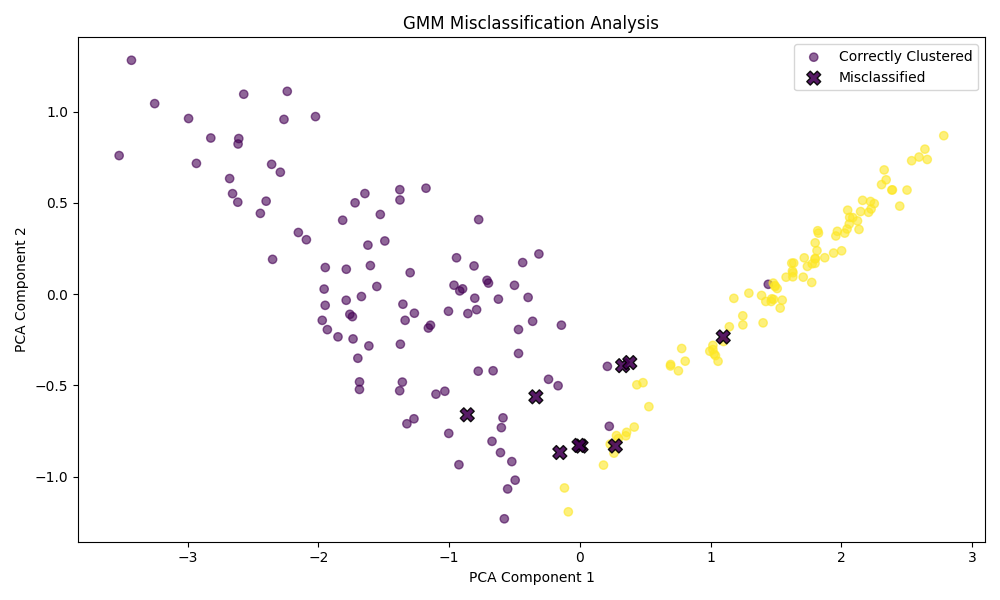 GMM Misclassification Analysis
Correctly Clustered
Misclassified
PCA Component 2
1.0
0.5
0.0
−0.5
−1.0
−3
−2
−1
0
1
2
3
PCA Component 1